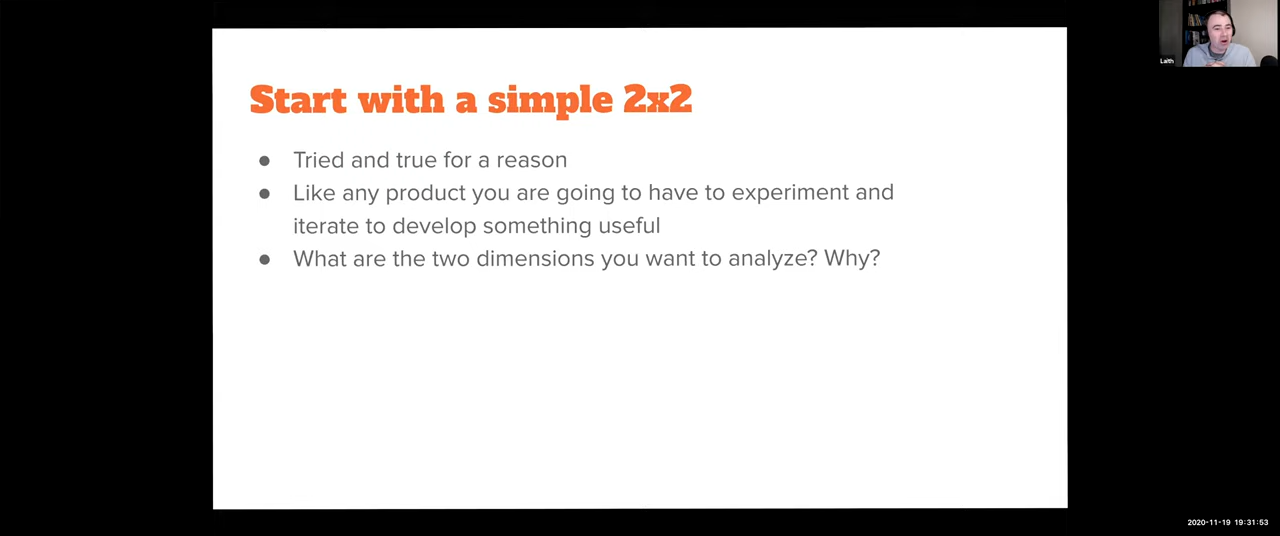 Start with a simple 2x2
● Tried and true for a reason
● Like any product you are going to have to experiment and
iterate to develop something useful
● What are the two dimensions you want to analyze? Why?
Laith
2020-11-19 19:31:53